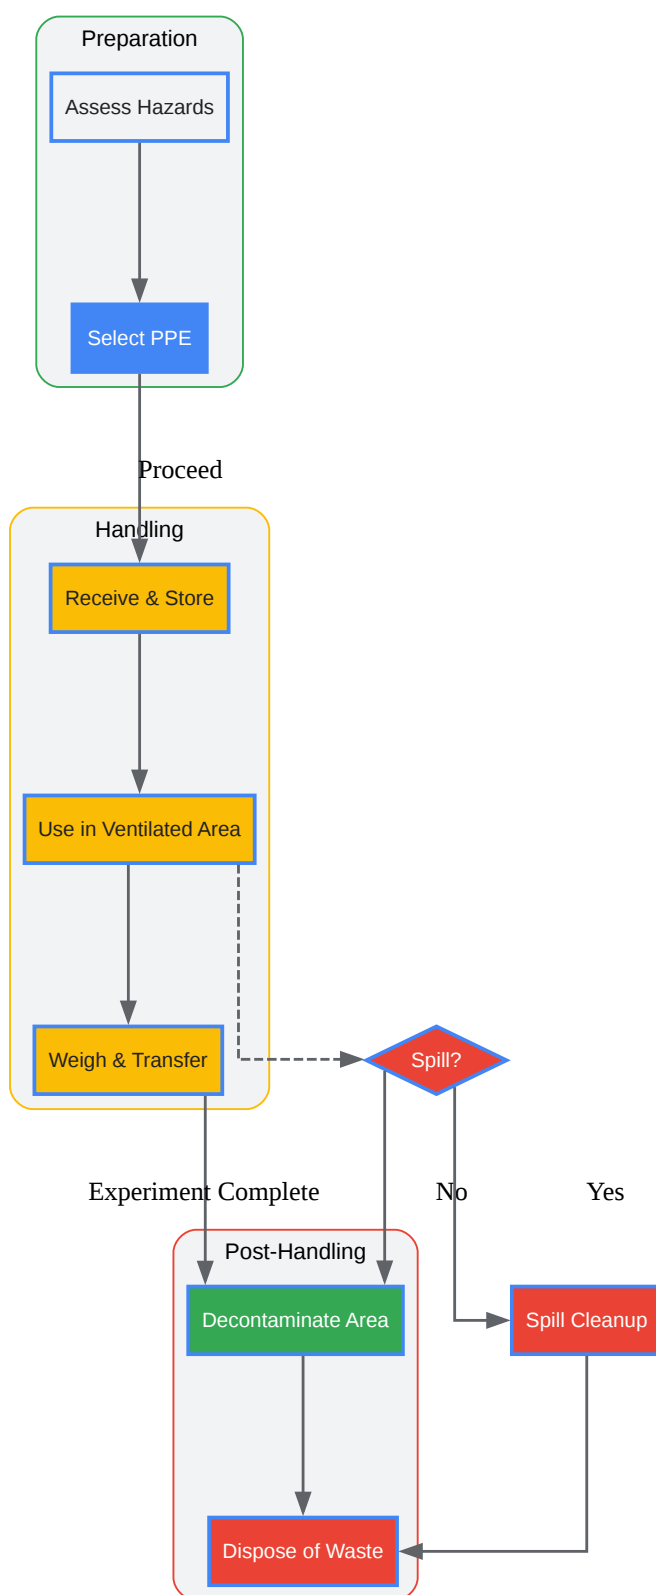 Preparation
Assess Hazards
Select PPE
Proceed
Handling
Receive & Store
Use in Ventilated Area
Weigh & Transfer
Spill?
Experiment Complete
No
Yes
Post-Handling
Decontaminate Area
Spill Cleanup
Dispose of Waste